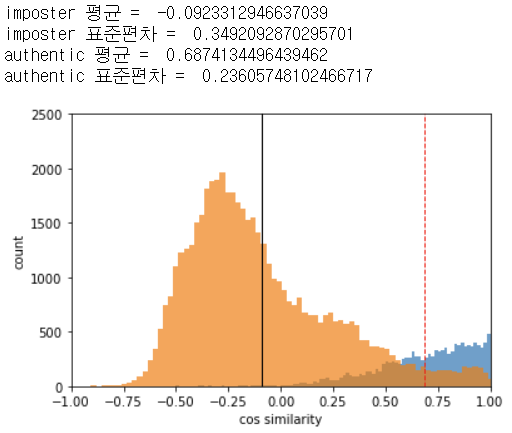 imposter 평균 =  -0.0923312946637039
imposter 표준편차 =  0.3492092870295701
authentic 평균 =  0.6874134496439462
authentic 표준편차 =  0.23605748102466717
2500
2000
1500
1000
500
0
count
-1.00 -0.75 -0.50 -0.25 0.00 0.25 0.50 0.75 1.00
cos similarity